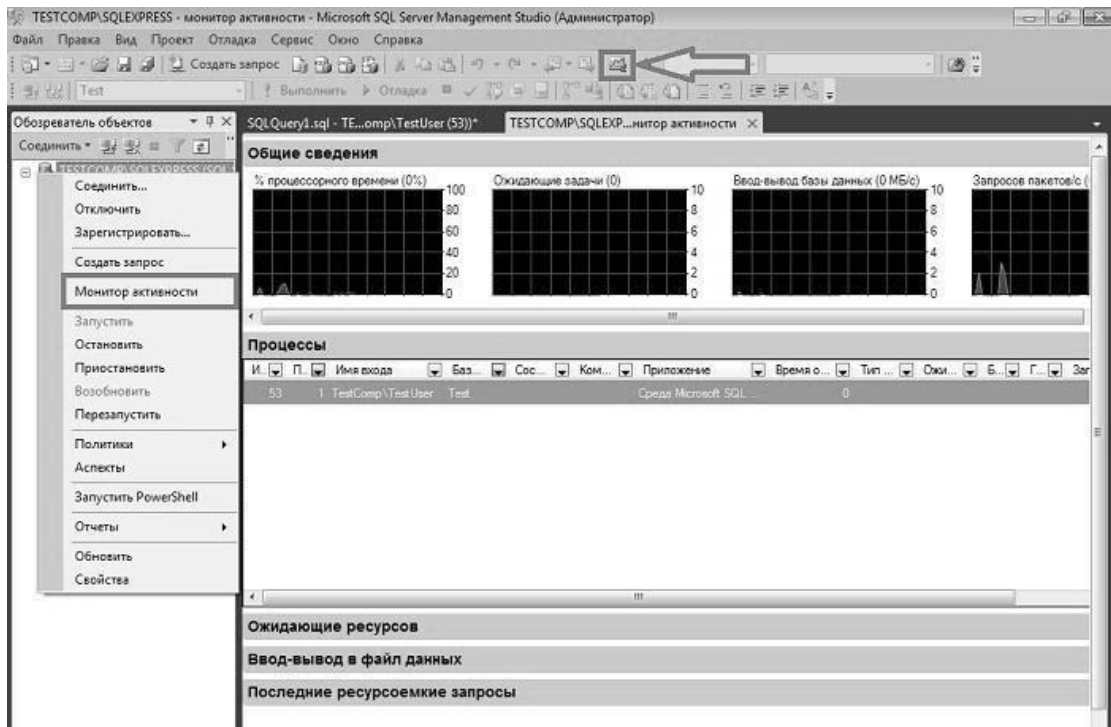 TESTCOMP\SQLEXPRESS - монитор активности - Microsoft SQL Server Management Studio (Администратор)
Файл Правка Вид Проект Отладка Сервис Окно Справка
Создать запрос
Test
Выполнить Отладка
Обозреватель объектов
SQLQuery1.sql - TE...omp\TestUser (53))*
TESTCOMP\SQLEXP...нитор активности
Соединить
TESTCOMP\SQLEXPRESS (SQL
Соединить...
Отключить
Зарегистрировать...
Создать запрос
Монитор активности
Запустить
Остановить
Приостановить
Возобновить
Перезапустить
Политики
Аспекты
Запустить PowerShell
Отчеты
Обновить
Свойства
Общие сведения
% процессорного времени (0%)
100
80
60
40
20
0
Ожидающие задачи (0)
10
8
6
4
2
0
Ввод-вывод базы данных (0 МБ/с)
10
8
6
4
2
0
Запросов пакетов/с (
Процессы
И... П... Имя входа Баз... Сос... Ком... Приложение Время о... Тип ... Ожи... Б... Г... Заг
53 1 TestComp\TestUser Test Среда Microsoft SQL... 0
Ожидающие ресурсов
Ввод-вывод в файл данных
Последние ресурсоемкие запросы